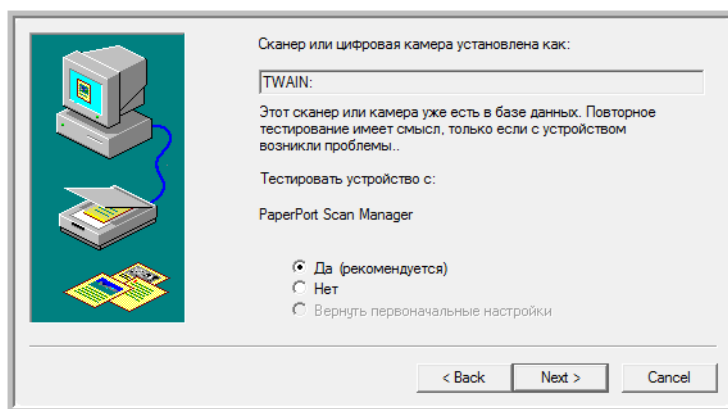 Сканер или цифровая камера установлена как:
TWAIN:
Этот сканер или камера уже есть в базе данных. Повторное
тестирование имеет смысл, только если с устройством
возникли проблемы..
Тестировать устройство с:
PaperPort Scan Manager
Да (рекомендуется)
Нет
Вернуть первоначальные настройки
< Back
Next >
Cancel